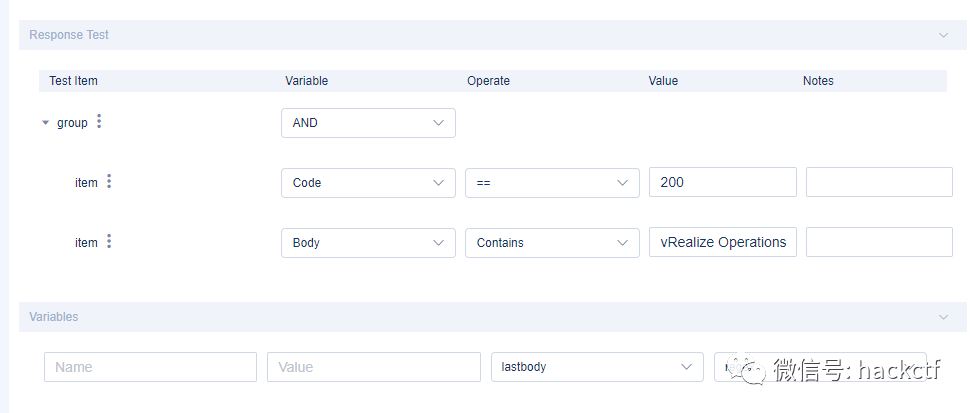 Response Test
Test Item Variable Operate Value Notes
group AND
item Code == 200
item Body Contains vRealize Operations
Variables
Name Value lastbody
微信号: hackctf